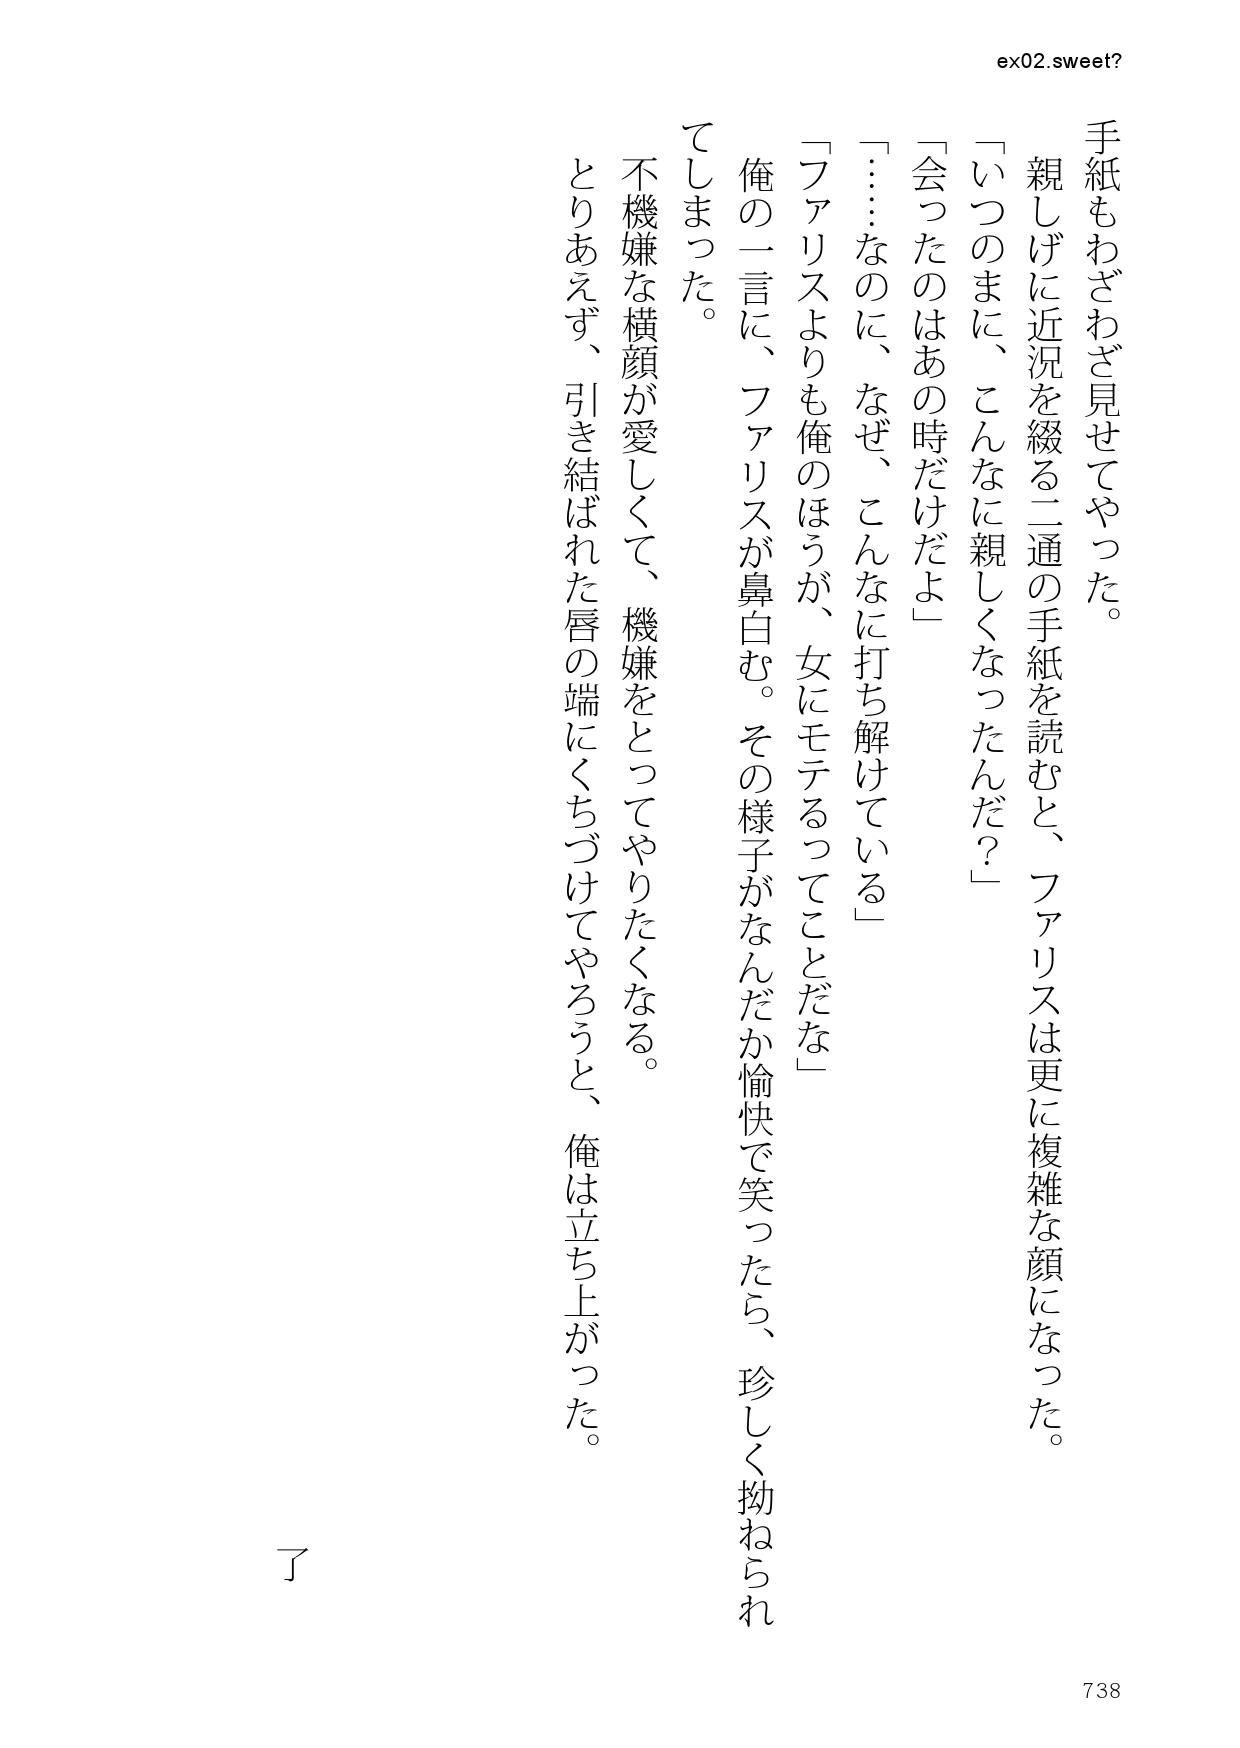 ex02.sweet?
手紙もわざわざ見せてやった。
親しげに近況を綴る二通の手紙を読むと、ファリスは更に複雑な顔になった。
「いつのまに、こんなに親しくなったんだ？」
「会ったのはあの時だけだよ」
「……なのに、なぜ、こんなに打ち解けている」
「ファリスよりも俺のほうが、女にモテるってことだな」
俺の一言に、ファリスが鼻白む。その様子がなんだか愉快で笑ったら、珍しく拗ねられ
てしまった。
不機嫌な横顔が愛しくて、機嫌をとってやりたくなる。
とりあえず、引き結ばれた唇の端にくちづけてやろうと、俺は立ち上がった。
了
738